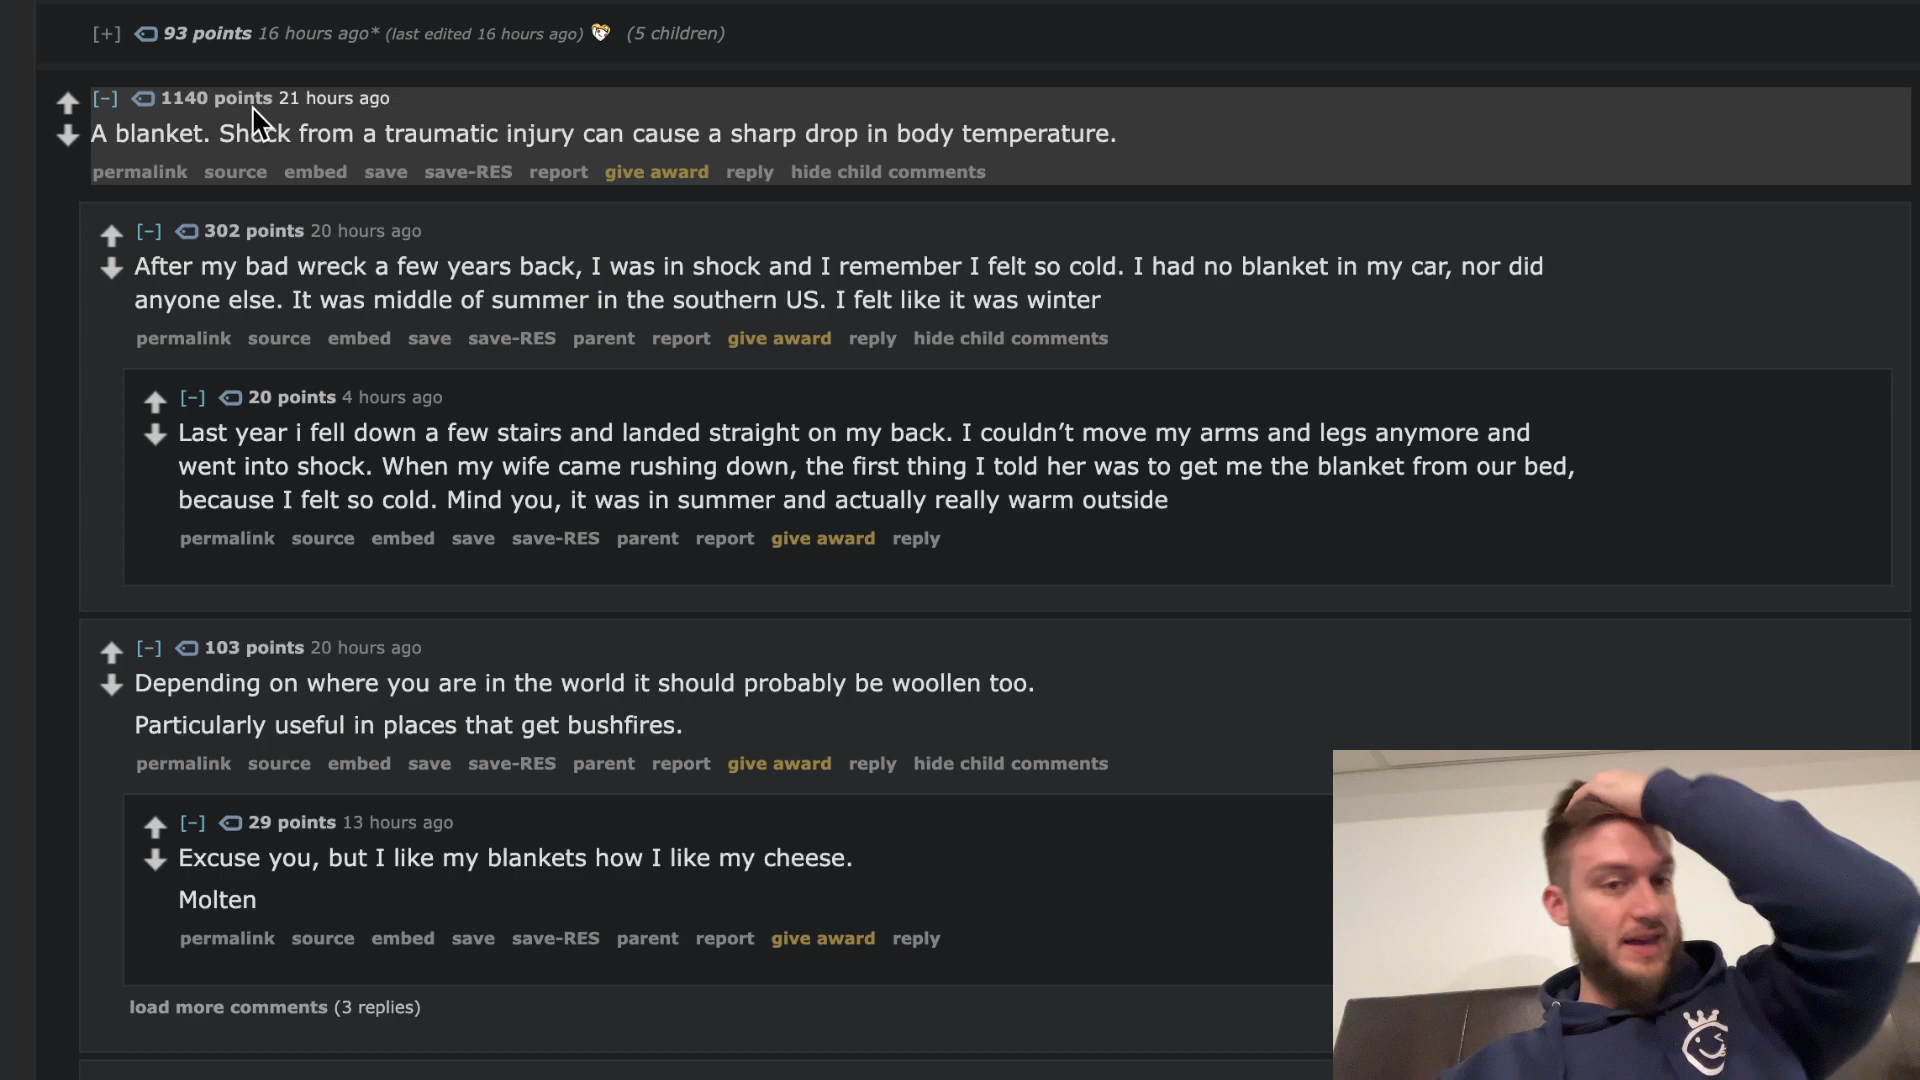 [+] 93 points 16 hours ago* (last edited 16 hours ago) (5 children)
[−] 1140 points 21 hours ago
A blanket. Shock from a traumatic injury can cause a sharp drop in body temperature.
permalink source embed save save-RES report give award reply hide child comments
[−] 302 points 20 hours ago
After my bad wreck a few years back, I was in shock and I remember I felt so cold. I had no blanket in my car, nor did
anyone else. It was middle of summer in the southern US. I felt like it was winter
permalink source embed save save-RES parent report give award reply hide child comments
[−] 20 points 4 hours ago
Last year i fell down a few stairs and landed straight on my back. I couldn’t move my arms and legs anymore and
went into shock. When my wife came rushing down, the first thing I told her was to get me the blanket from our bed,
because I felt so cold. Mind you, it was in summer and actually really warm outside
permalink source embed save save-RES parent report give award reply
[−] 103 points 20 hours ago
Depending on where you are in the world it should probably be woollen too.
Particularly useful in places that get bushfires.
permalink source embed save save-RES parent report give award reply hide child comments
[−] 29 points 13 hours ago
Excuse you, but I like my blankets how I like my cheese.
Molten
permalink source embed save save-RES parent report give award reply
load more comments (3 replies)